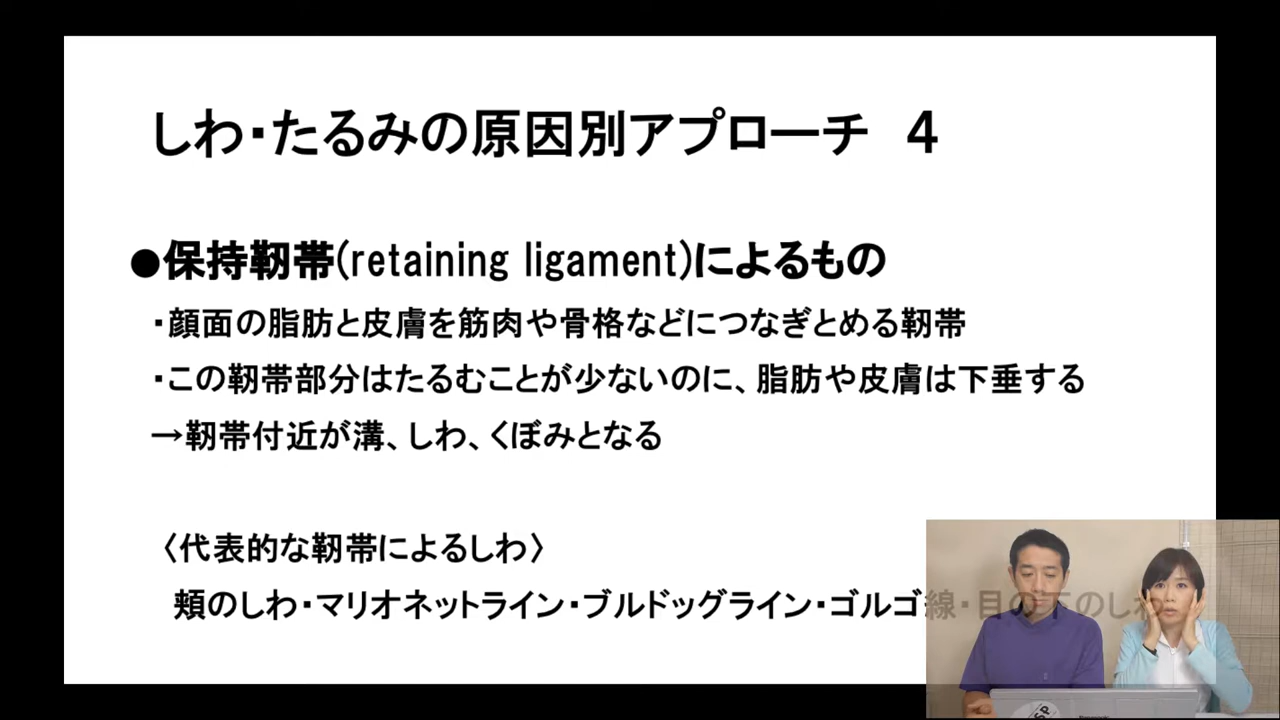 しわ・たるみの原因別アプローチ 4
●保持靭帯(retaining ligament)によるもの
・顔面の脂肪と皮膚を筋肉や骨格などにつなぎとめる靭帯
・この靭帯部分はたるむことが少ないのに、脂肪や皮膚は下垂する
→靭帯付近が溝、しわ、くぼみとなる
〈代表的な靭帯によるしわ〉
頬のしわ・マリオネットライン・ブルドッグライン・ゴルゴ線・目の下のしわ